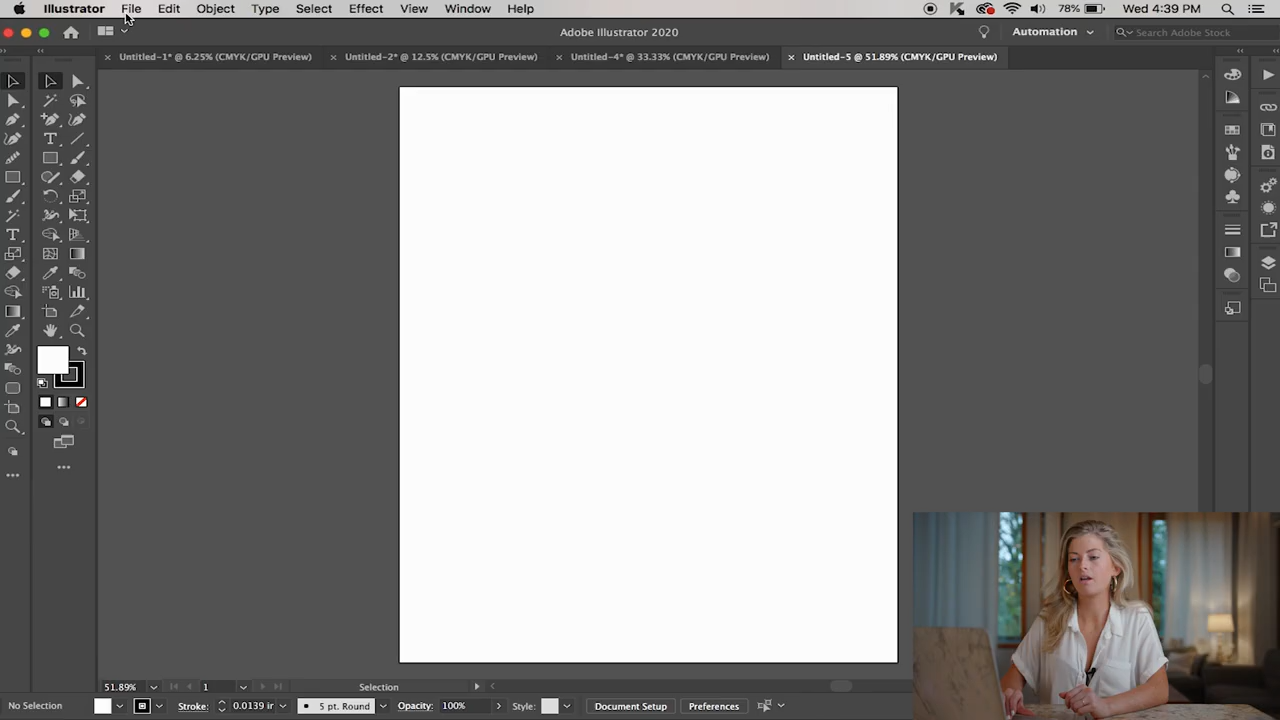 Illustrator File Edit Object Type Select Effect View Window Help 78% Wed 4:39 PM
Adobe Illustrator 2020 Automation Search Adobe Stock
× Untitled-1* @ 6.25% (CMYK/GPU Preview) × Untitled-2* @ 12.5% (CMYK/GPU Preview) × Untitled-4* @ 33.33% (CMYK/GPU Preview) × Untitled-5 @ 51.89% (CMYK/GPU Preview)
51.89% 1 Selection
No Selection Stroke: 0.0139 in 5 pt. Round Opacity: 100% Style: Document Setup Preferences